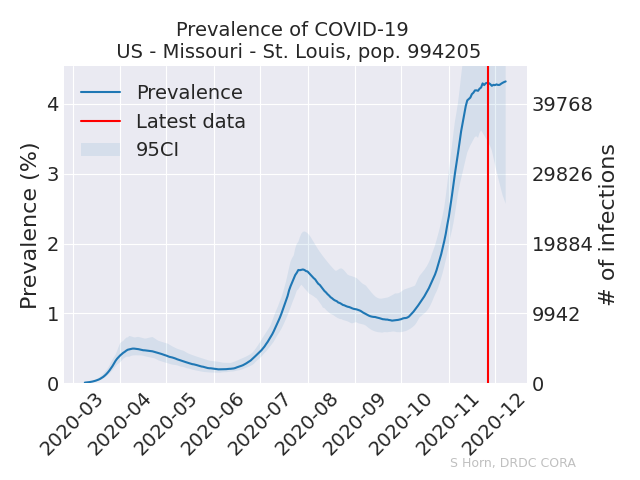 Prevalence of COVID-19
US - Missouri - St. Louis, pop. 994205
Prevalence
Latest data
95CI
Prevalence (%)
4
3
2
1
0
39768
29826
19884
9942
0
# of infections
2020-03
2020-04
2020-05
2020-06
2020-07
2020-08
2020-09
2020-10
2020-11
2020-12
S Horn, DRDC CORA